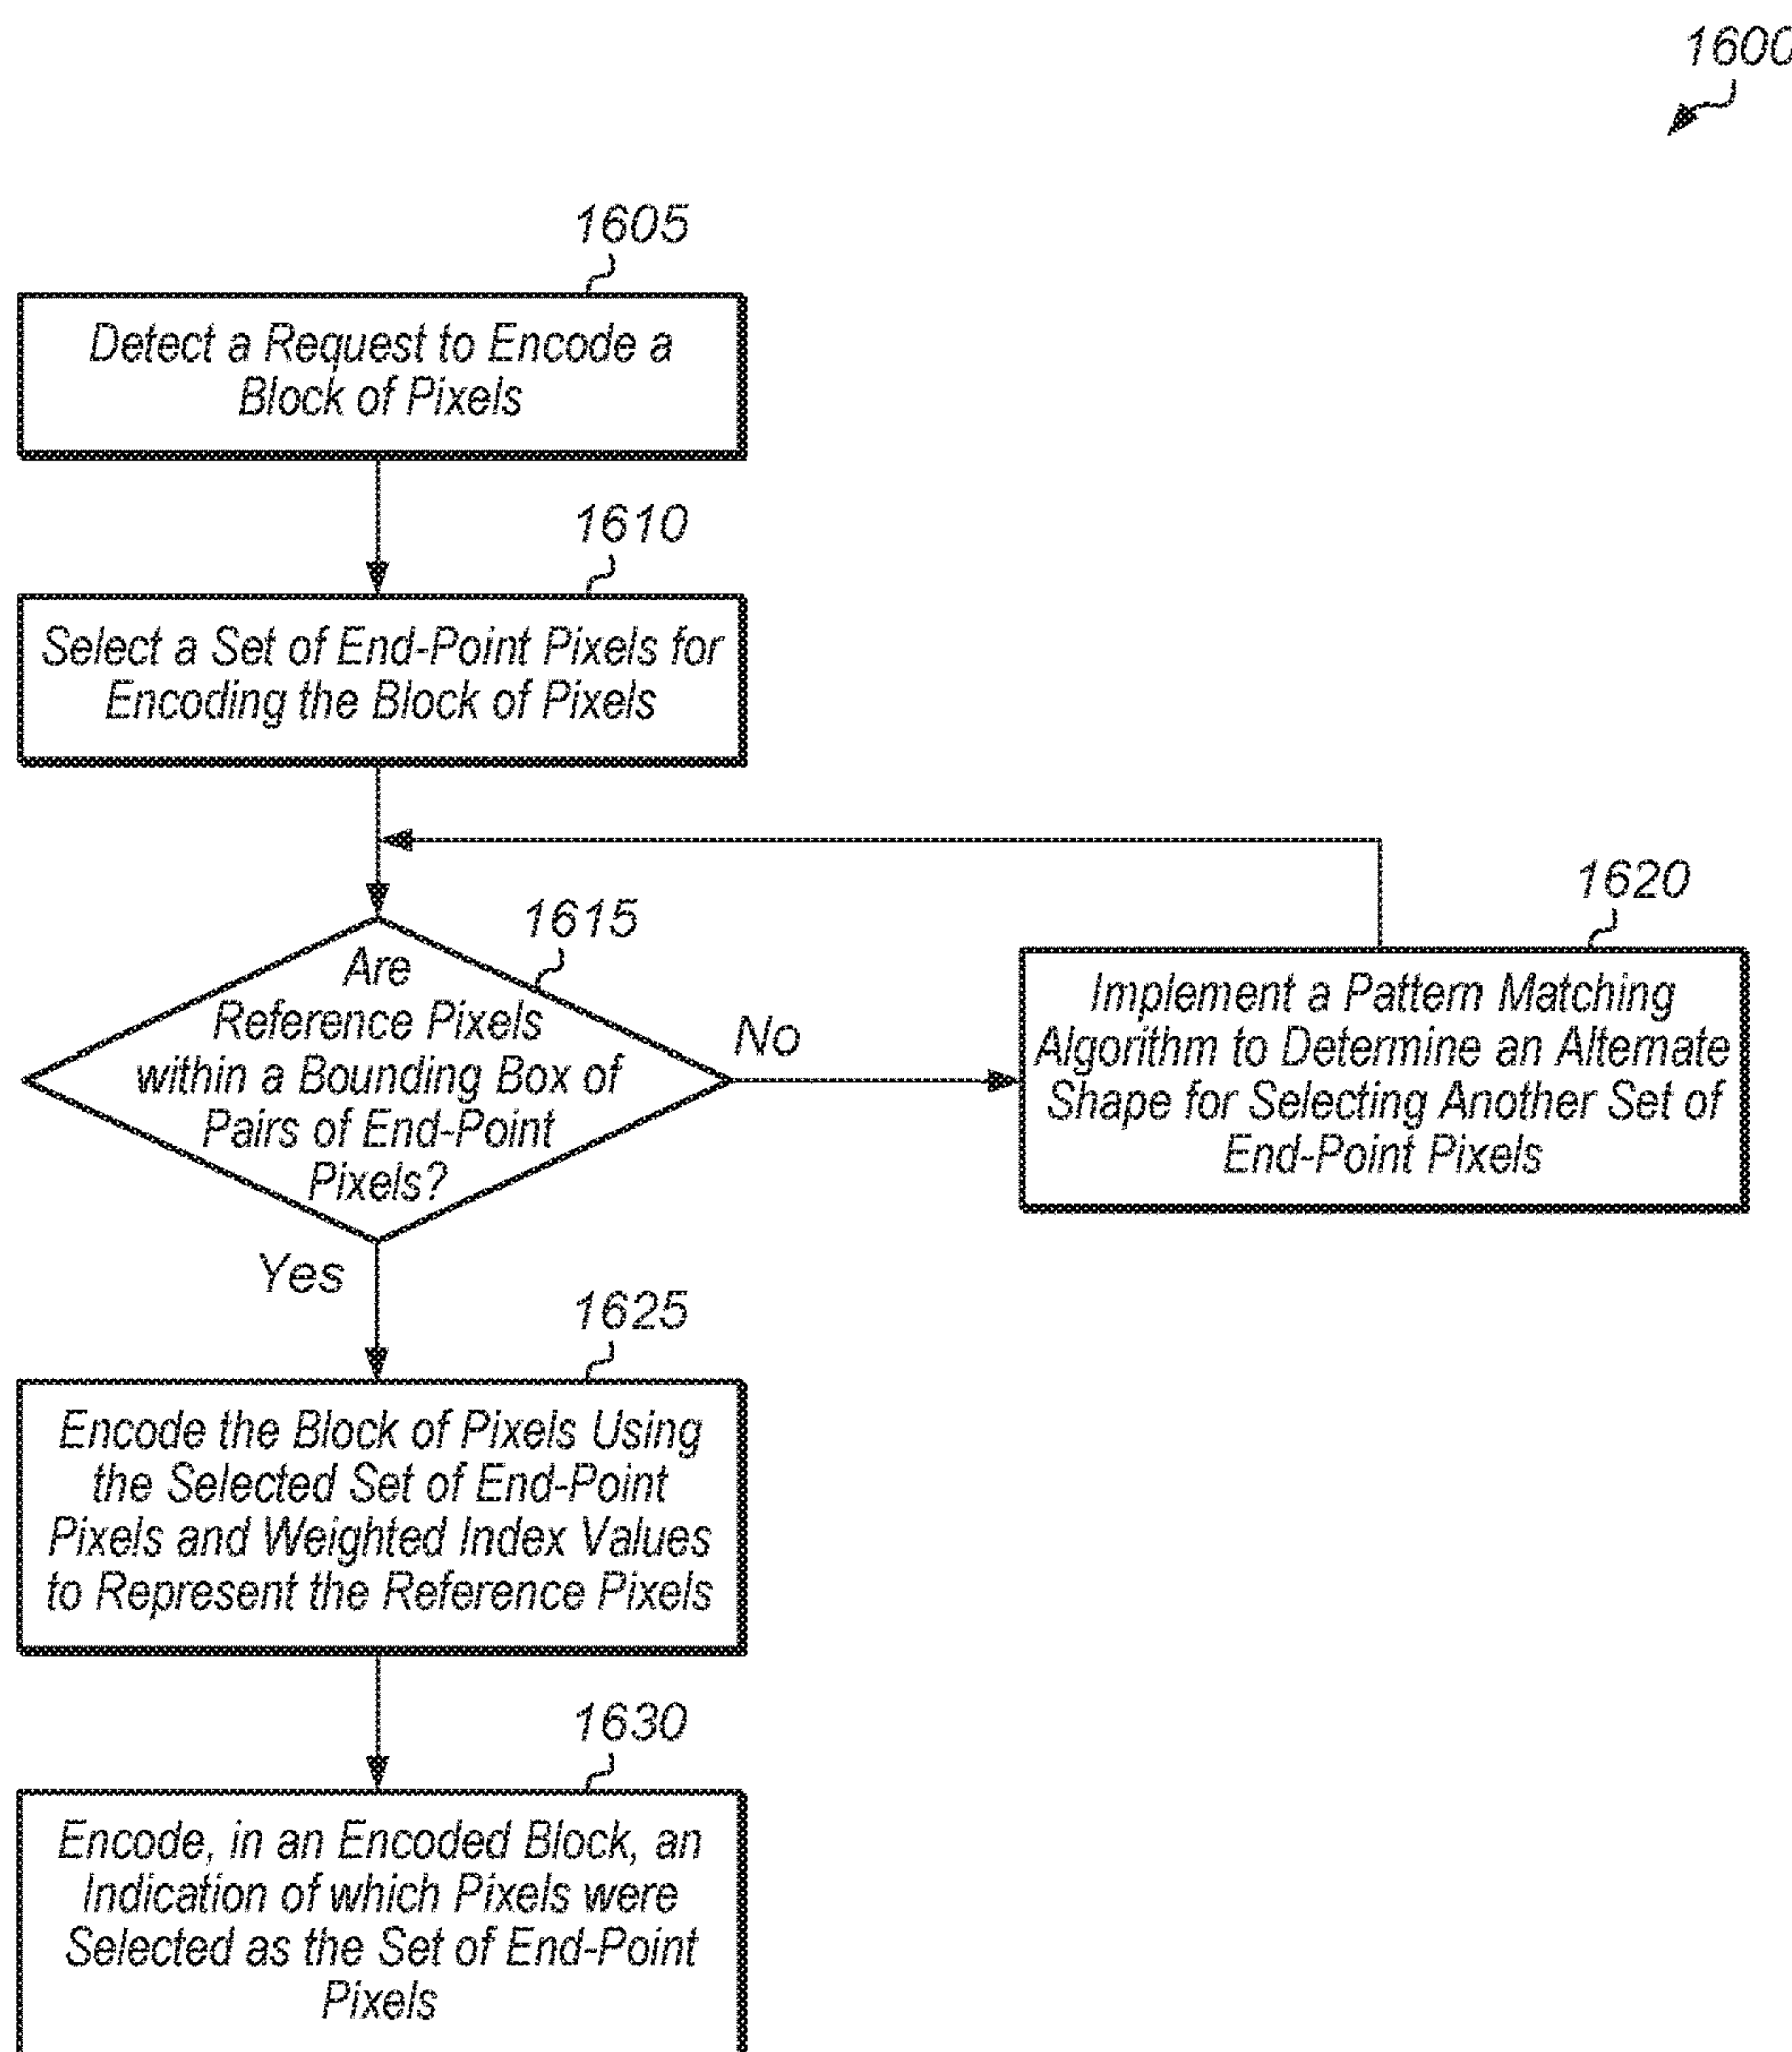 1600
1605
Detect a Request to Encode a
Block of Pixels
1610
Select a Set of End-Point Pixels for
Encoding the Block of Pixels
1615
Are
Reference Pixels
within a Bounding Box of
Pairs of End-Point
Pixels?
No
1620
Implement a Pattern Matching
Algorithm to Determine an Alternate
Shape for Selecting Another Set of
End-Point Pixels
Yes
1625
Encode the Block of Pixels Using
the Selected Set of End-Point
Pixels and Weighted Index Values
to Represent the Reference Pixels
1630
Encode, in an Encoded Block, an
Indication of which Pixels were
Selected as the Set of End-Point
Pixels